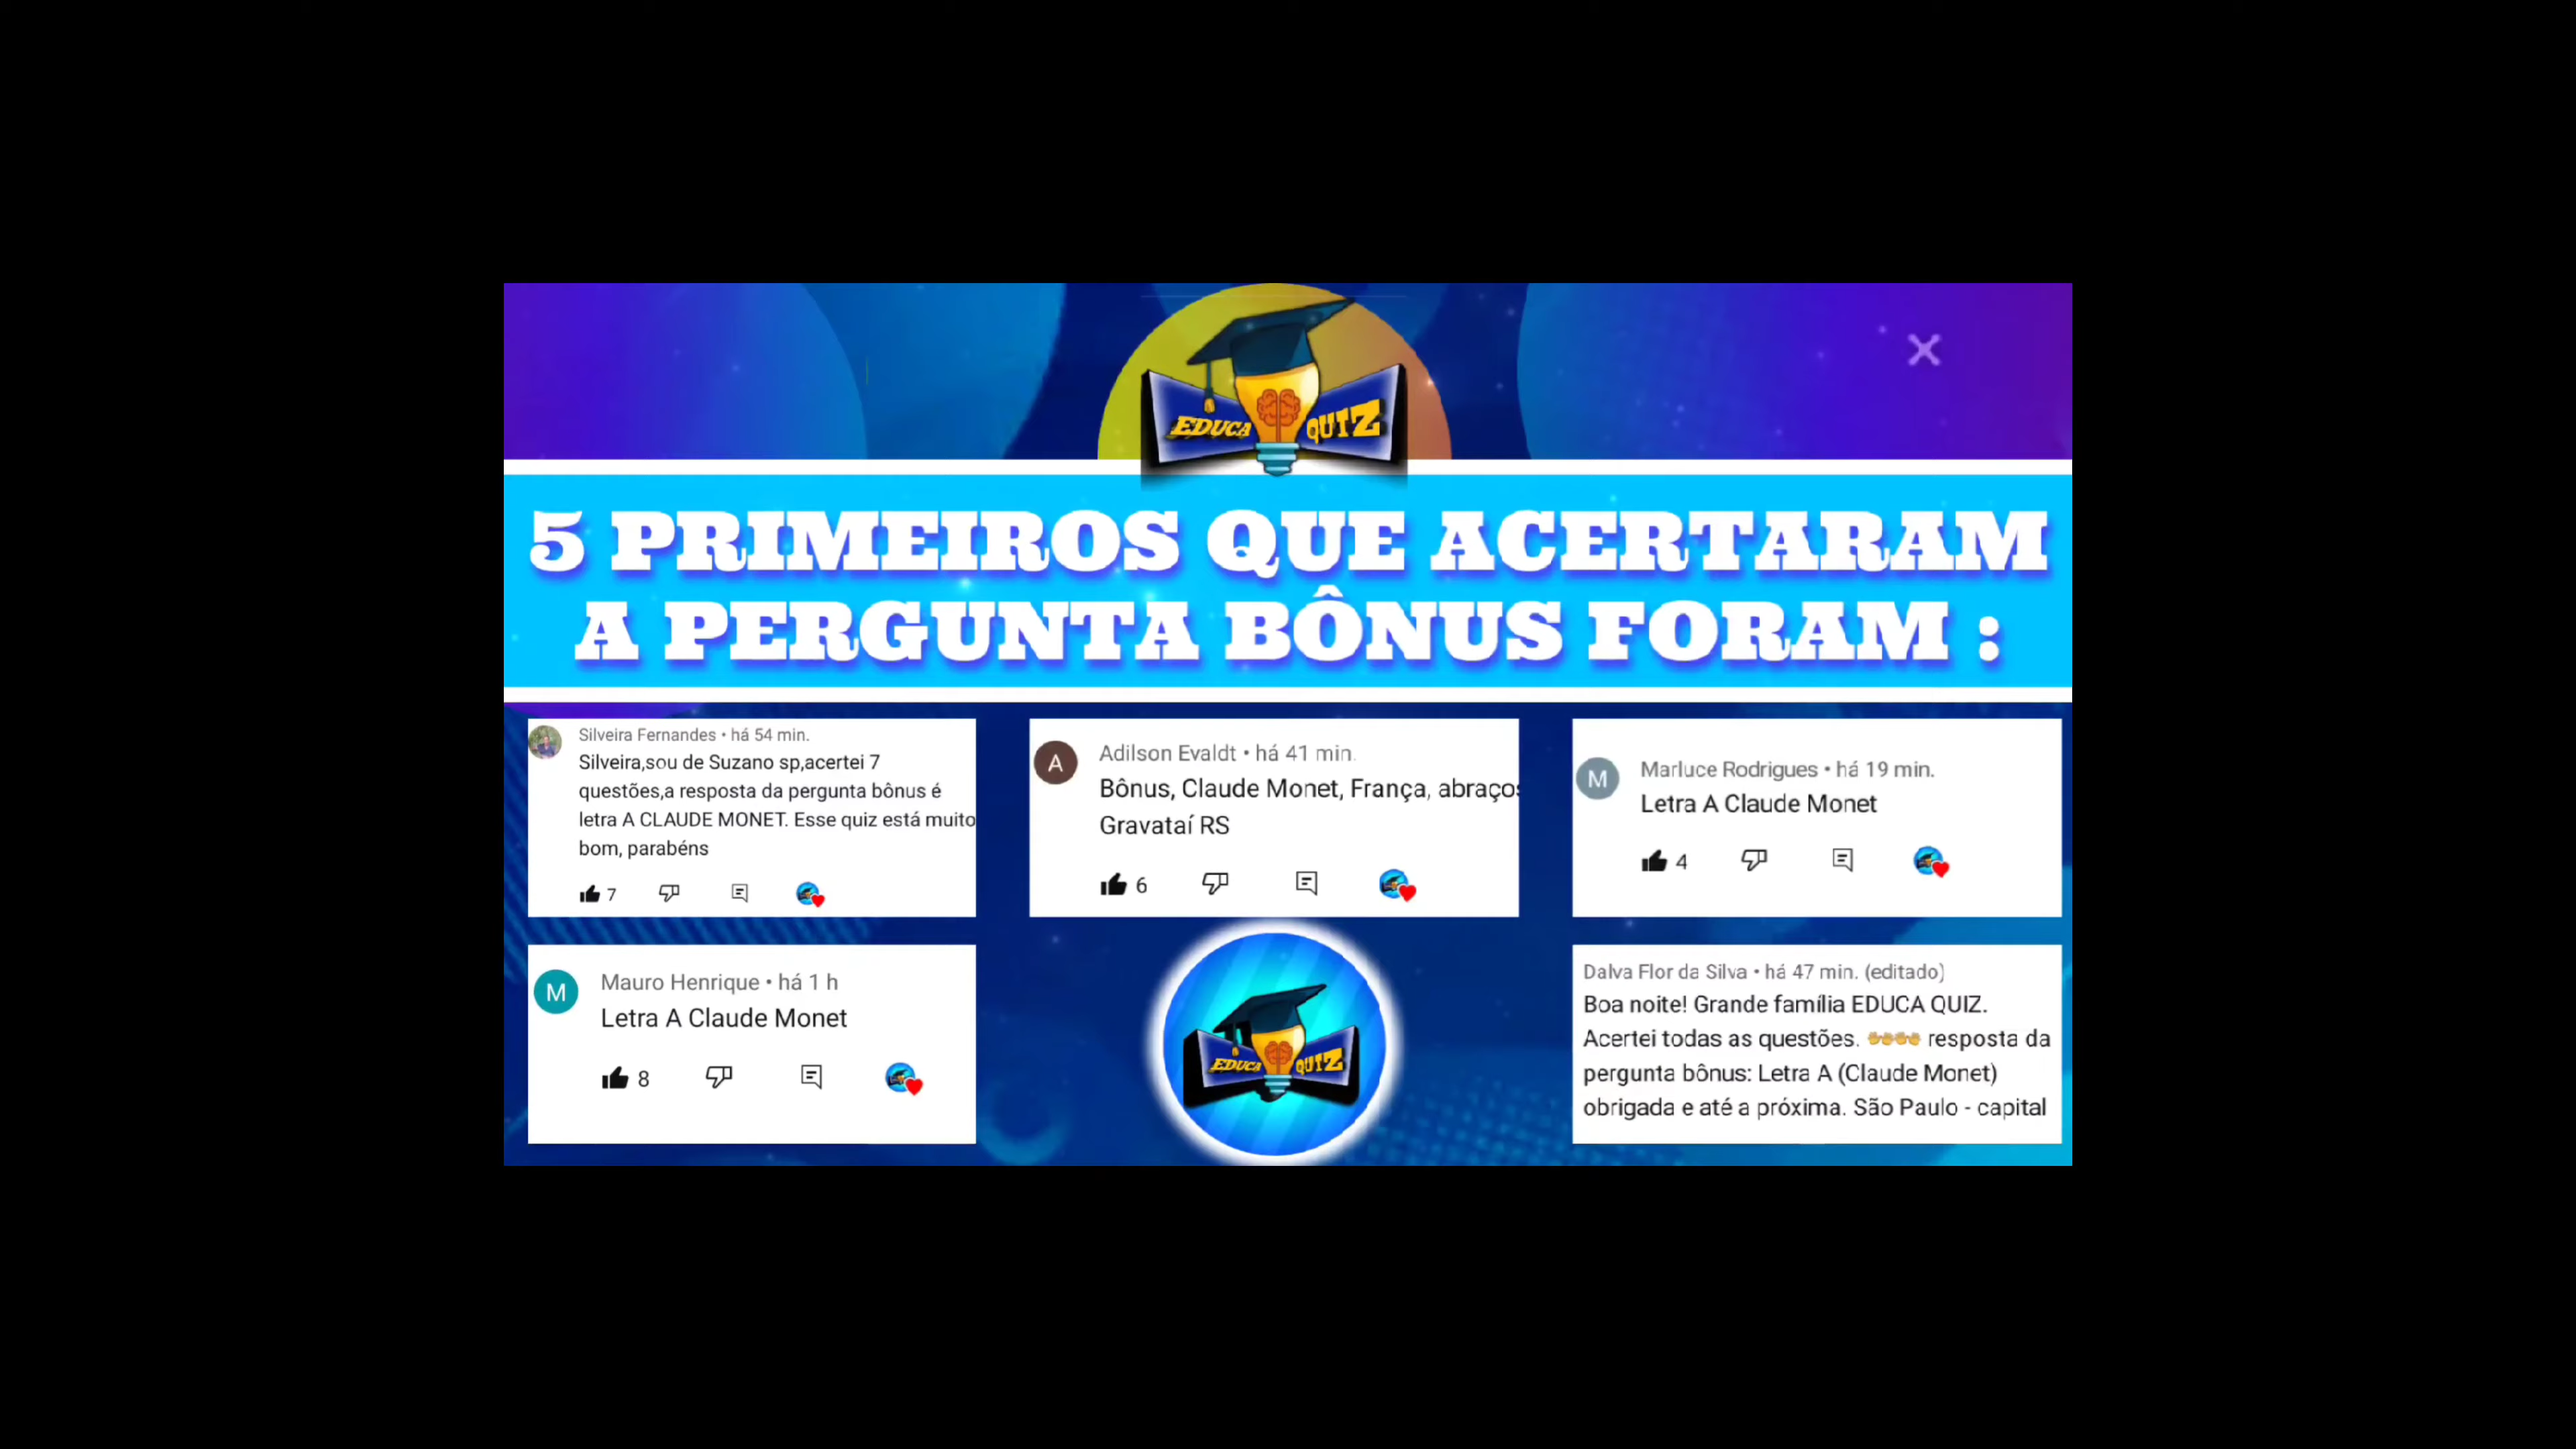 EDUCA QUIZ
5 PRIMEIROS QUE ACERTARAM
A PERGUNTA BÔNUS FORAM :
Silveira Fernandes • há 54 min.
Silveira,sou de Suzano sp,acertei 7
questões,a resposta da pergunta bônus é
letra A CLAUDE MONET. Esse quiz está muito
bom, parabéns
7
A
Adilson Evaldt • há 41 min.
Bônus, Claude Monet, França, abraços
Gravataí RS
6
M
Marluce Rodrigues • há 19 min.
Letra A Claude Monet
4
M
Mauro Henrique • há 1 h
Letra A Claude Monet
8
EDUCA QUIZ
Dalva Flor da Silva • há 47 min. (editado)
Boa noite! Grande família EDUCA QUIZ.
Acertei todas as questões. 👏👏👏👏 resposta da
pergunta bônus: Letra A (Claude Monet)
obrigada e até a próxima. São Paulo - capital